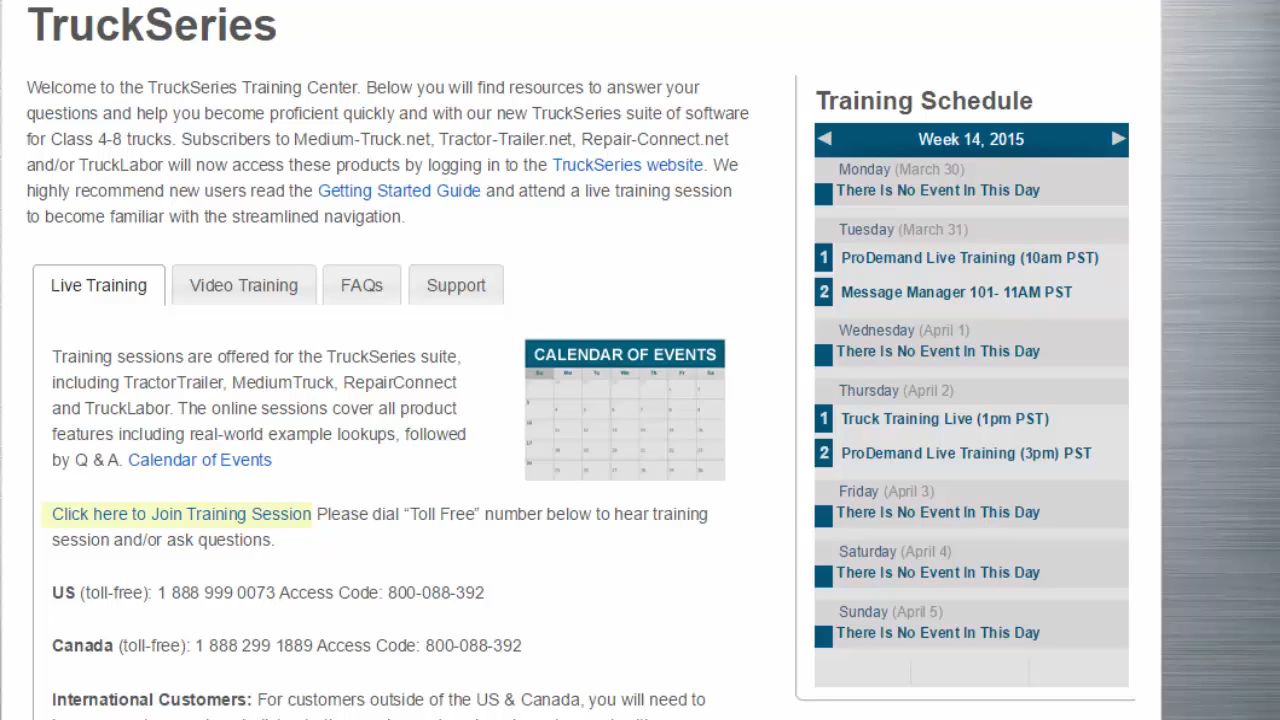 TruckSeries
Welcome to the TruckSeries Training Center. Below you will find resources to answer your
questions and help you become proficient quickly and with our new TruckSeries suite of software
for Class 4-8 trucks. Subscribers to Medium-Truck.net, Tractor-Trailer.net, Repair-Connect.net
and/or TruckLabor will now access these products by logging in to the TruckSeries website. We
highly recommend new users read the Getting Started Guide and attend a live training session
to become familiar with the streamlined navigation.
Live Training
Video Training
FAQs
Support
Training sessions are offered for the TruckSeries suite,
including TractorTrailer, MediumTruck, RepairConnect
and TruckLabor. The online sessions cover all product
features including real-world example lookups, followed
by Q & A. Calendar of Events
CALENDAR OF EVENTS
Su Mo Tu We Th Fr Sa
Click here to Join Training Session Please dial “Toll Free” number below to hear training
session and/or ask questions.
US (toll-free): 1 888 999 0073 Access Code: 800-088-392
Canada (toll-free): 1 888 299 1889 Access Code: 800-088-392
International Customers: For customers outside of the US & Canada, you will need to
Training Schedule
Week 14, 2015
Monday (March 30)
There Is No Event In This Day
Tuesday (March 31)
1 ProDemand Live Training (10am PST)
2 Message Manager 101- 11AM PST
Wednesday (April 1)
There Is No Event In This Day
Thursday (April 2)
1 Truck Training Live (1pm PST)
2 ProDemand Live Training (3pm) PST
Friday (April 3)
There Is No Event In This Day
Saturday (April 4)
There Is No Event In This Day
Sunday (April 5)
There Is No Event In This Day